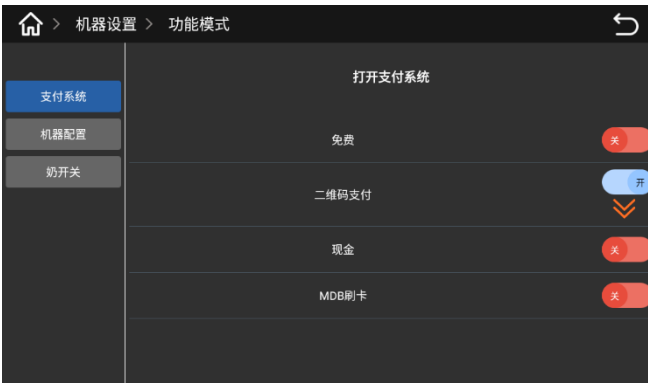 机器设置 > 功能模式
打开支付系统
支付系统
机器配置
奶开关
免费 关
二维码支付 开
现金 关
MDB刷卡 关